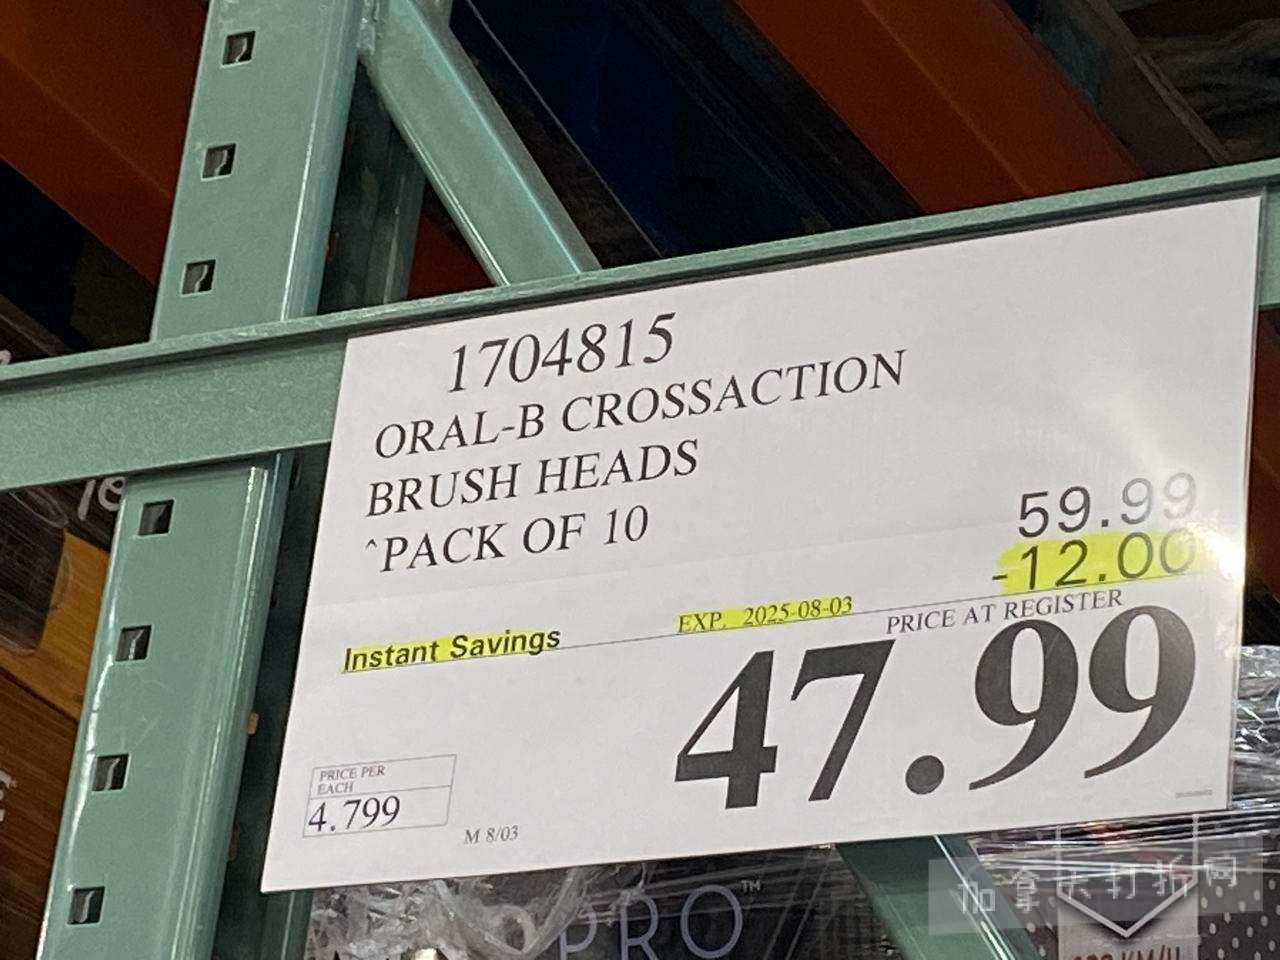 1704815
ORAL-B CROSSACTION
BRUSH HEADS
^PACK OF 10
59.99
-12.00
Instant Savings EXP. 2025-08-03 PRICE AT REGISTER
47.99
PRICE PER
EACH
4.799
M 8/03
PRO™
加拿大打折网